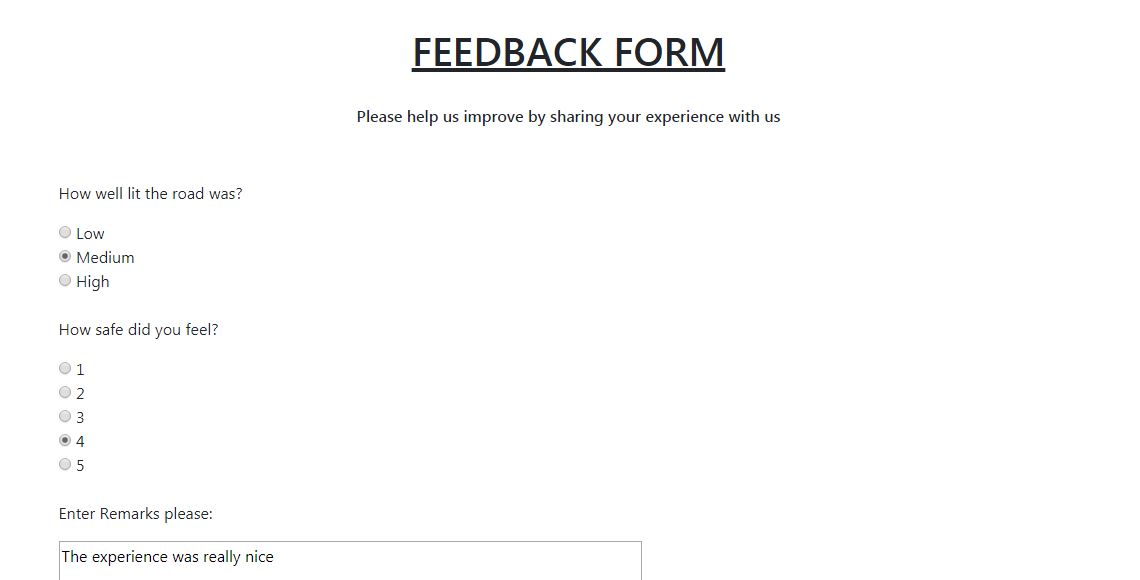 FEEDBACK FORM
Please help us improve by sharing your experience with us
How well lit the road was?
Low
Medium
High
How safe did you feel?
1
2
3
4
5
Enter Remarks please:
The experience was really nice